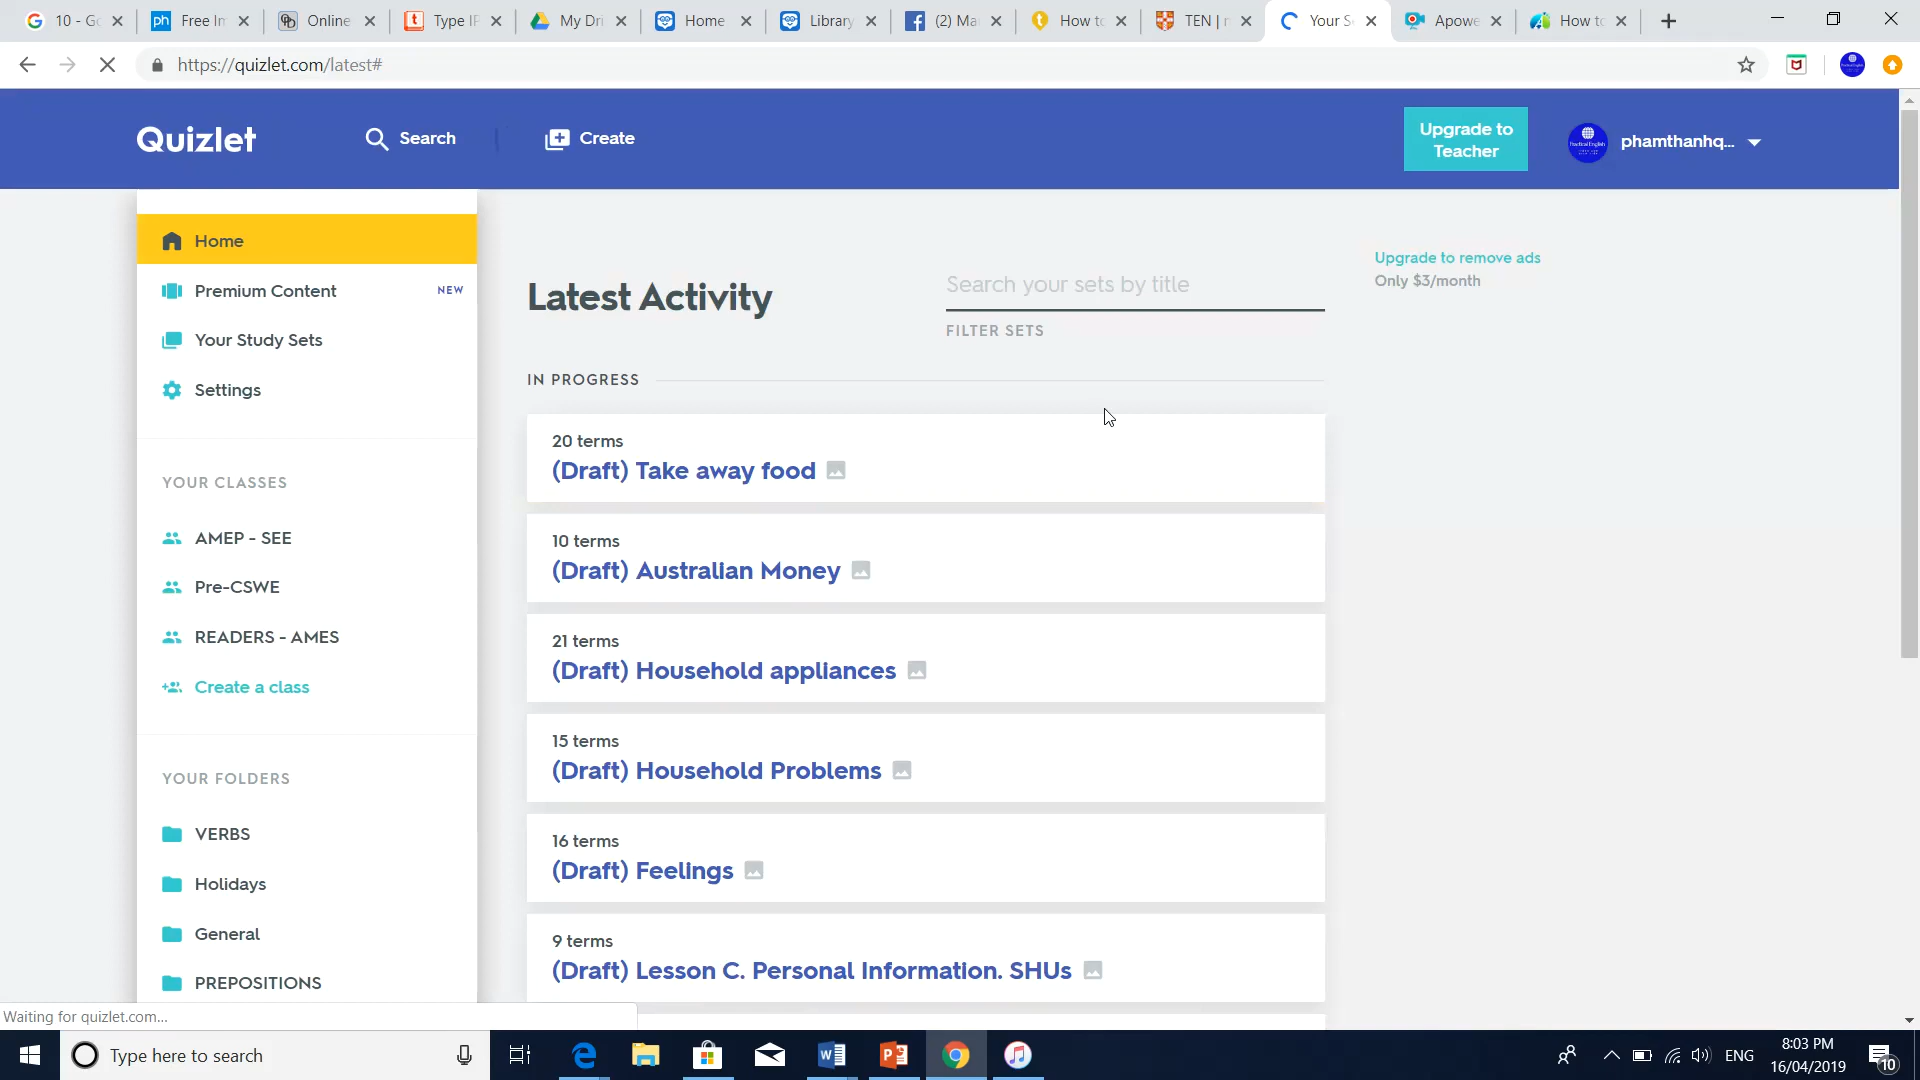 10 - Go
Free Im
Online
Type IP
My Dri
Home
Library
(2) Ma
How to
TEN |
Your S
Apowe
How to
https://quizlet.com/latest#
Quizlet
Search
Create
Upgrade to
Teacher
phamthanhq...
Home
Premium Content
NEW
Your Study Sets
Settings
YOUR CLASSES
AMEP - SEE
Pre-CSWE
READERS - AMES
Create a class
YOUR FOLDERS
VERBS
Holidays
General
PREPOSITIONS
Latest Activity
Search your sets by title
FILTER SETS
Upgrade to remove ads
Only $3/month
IN PROGRESS
20 terms
(Draft) Take away food
10 terms
(Draft) Australian Money
21 terms
(Draft) Household appliances
15 terms
(Draft) Household Problems
16 terms
(Draft) Feelings
9 terms
(Draft) Lesson C. Personal Information. SHUs
Waiting for quizlet.com...
Type here to search
ENG
8:03 PM
16/04/2019
10